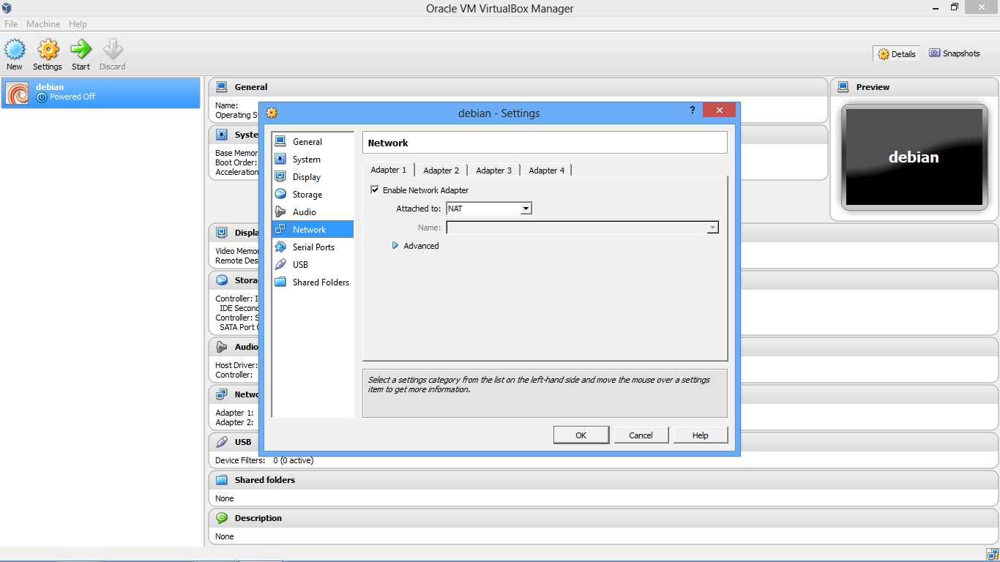 Oracle VM VirtualBox Manager
File Machine Help
New Settings Start Discard
Details Snapshots
debian
Powered Off
General
Name:
Operating S
Syste
Base Memor
Boot Order:
Acceleration
Preview
debian
Displa
Video Memo
Remote Des
Stora
Controller: I
IDE Second
Controller: S
SATA Port
Audio
Host Driver:
Controller:
Netwo
Adapter 1:
Adapter 2:
USB
Device Filters: 0 (0 active)
Shared folders
None
Description
None
debian - Settings ?
General
System
Display
Storage
Audio
Network
Serial Ports
USB
Shared Folders
Network
Adapter 1 Adapter 2 Adapter 3 Adapter 4
Enable Network Adapter
Attached to: NAT
Name:
Advanced
Select a settings category from the list on the left-hand side and move the mouse over a settings
item to get more information.
OK Cancel Help